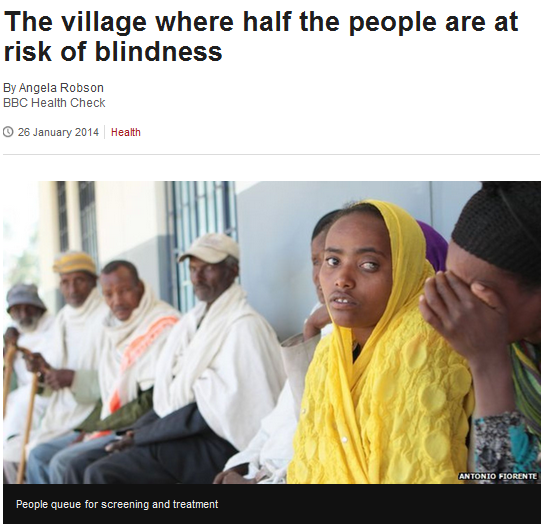 The village where half the people are at
risk of blindness
By Angela Robson
BBC Health Check
26 January 2014
Health
ANTONIO FIORENTE
People queue for screening and treatment